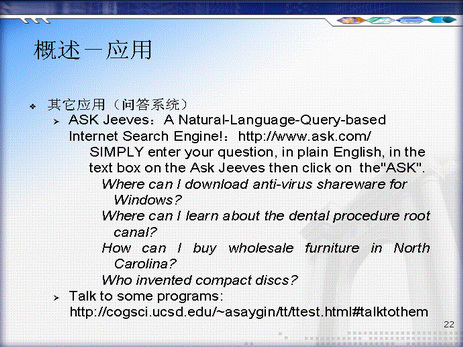 概述－应用
其它应用（问答系统）
ASK Jeeves：A Natural-Language-Query-based
Internet Search Engine!：http://www.ask.com/
SIMPLY enter your question, in plain English, in the
text box on the Ask Jeeves then click on the"ASK".
Where can I download anti-virus shareware for
Windows?
Where can I learn about the dental procedure root
canal?
How can I buy wholesale furniture in North
Carolina?
Who invented compact discs?
Talk to some programs:
http://cogsci.ucsd.edu/~asaygin/tt/ttest.html#talktothem
22